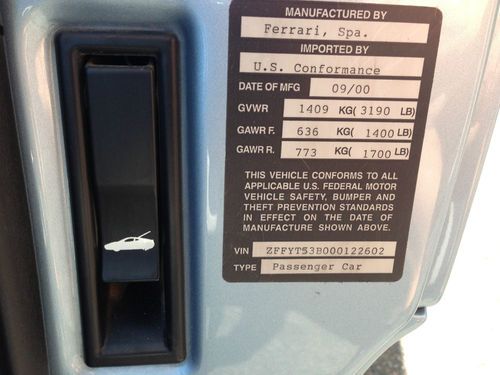 MANUFACTURED BY
Ferrari, Spa.
IMPORTED BY
U.S. Conformance
DATE OF MFG 09/00
GVWR 1409 KG( 3190 LB)
GAWR F. 636 KG( 1400 LB)
GAWR R. 773 KG( 1700 LB)
THIS VEHICLE CONFORMS TO ALL
APPLICABLE U.S. FEDERAL MOTOR
VEHICLE SAFETY, BUMPER AND
THEFT PREVENTION STANDARDS
IN EFFECT ON THE DATE OF
MANUFACTURE SHOWN ABOVE.
VIN ZFFYT53B000122602
TYPE Passenger Car